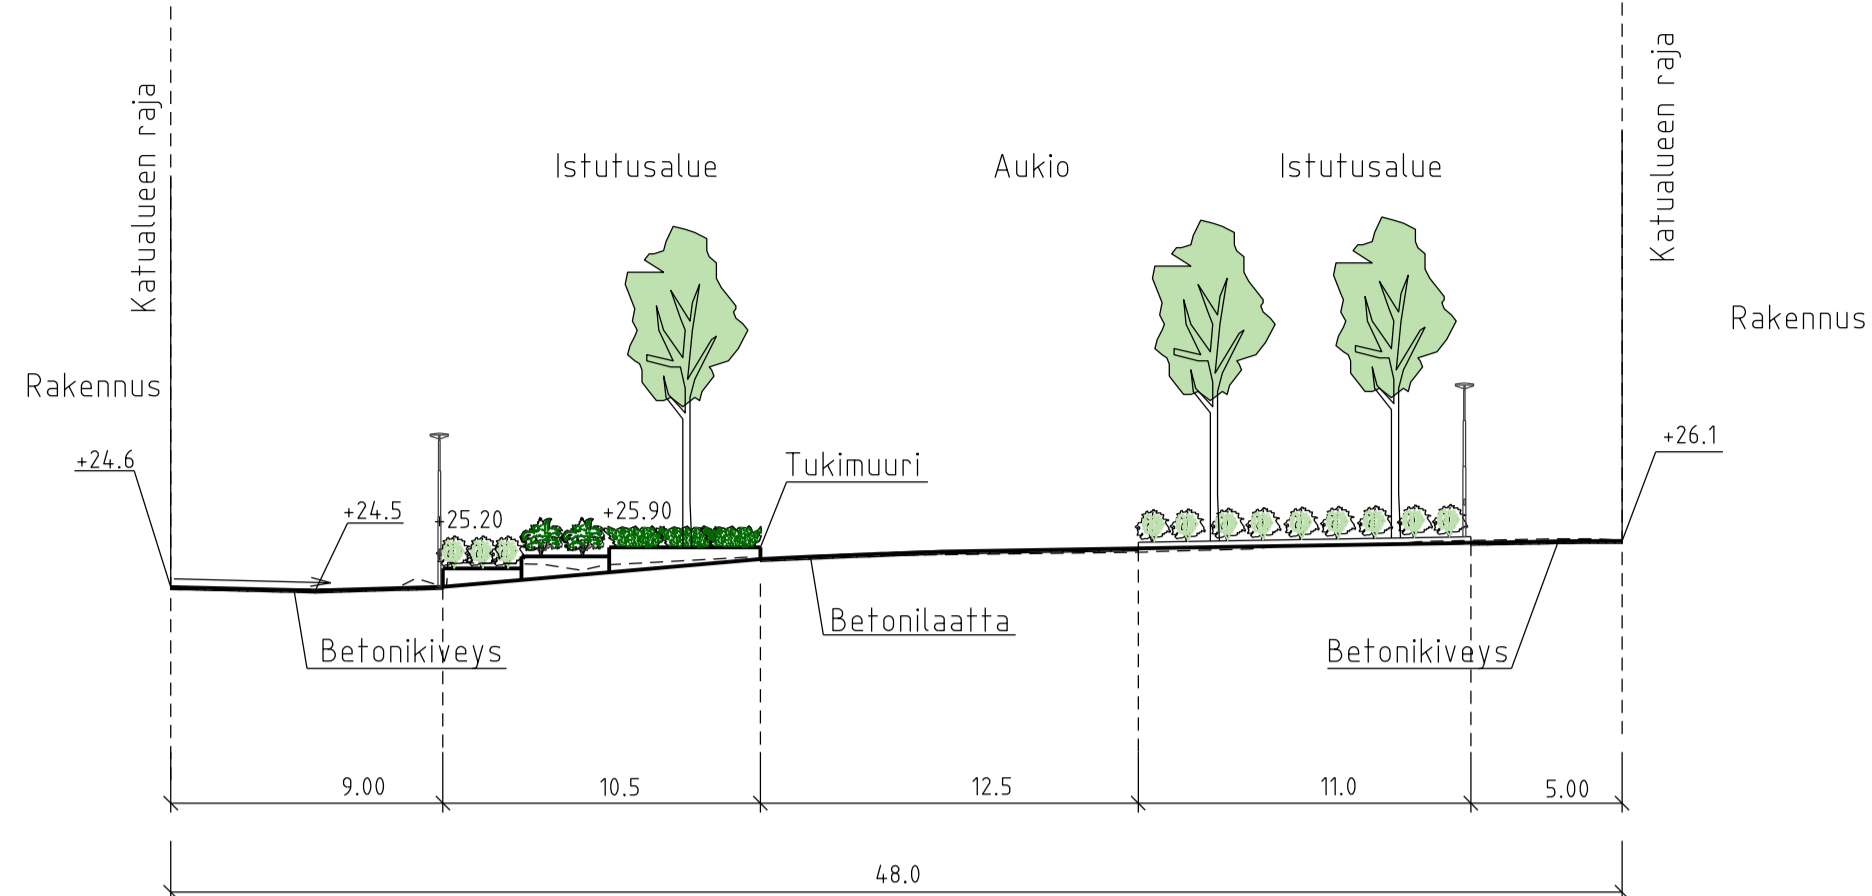 Katualueen raja
Katualueen raja
Istutusalue
Aukio
Istutusalue
Rakennus
Rakennus
+24.6
+24.5
+25.20
+25.90
Tukimuuri
+26.1
Betonikiveys
Betonilaatta
Betonikiveys
9.00
10.5
12.5
11.0
5.00
48.0